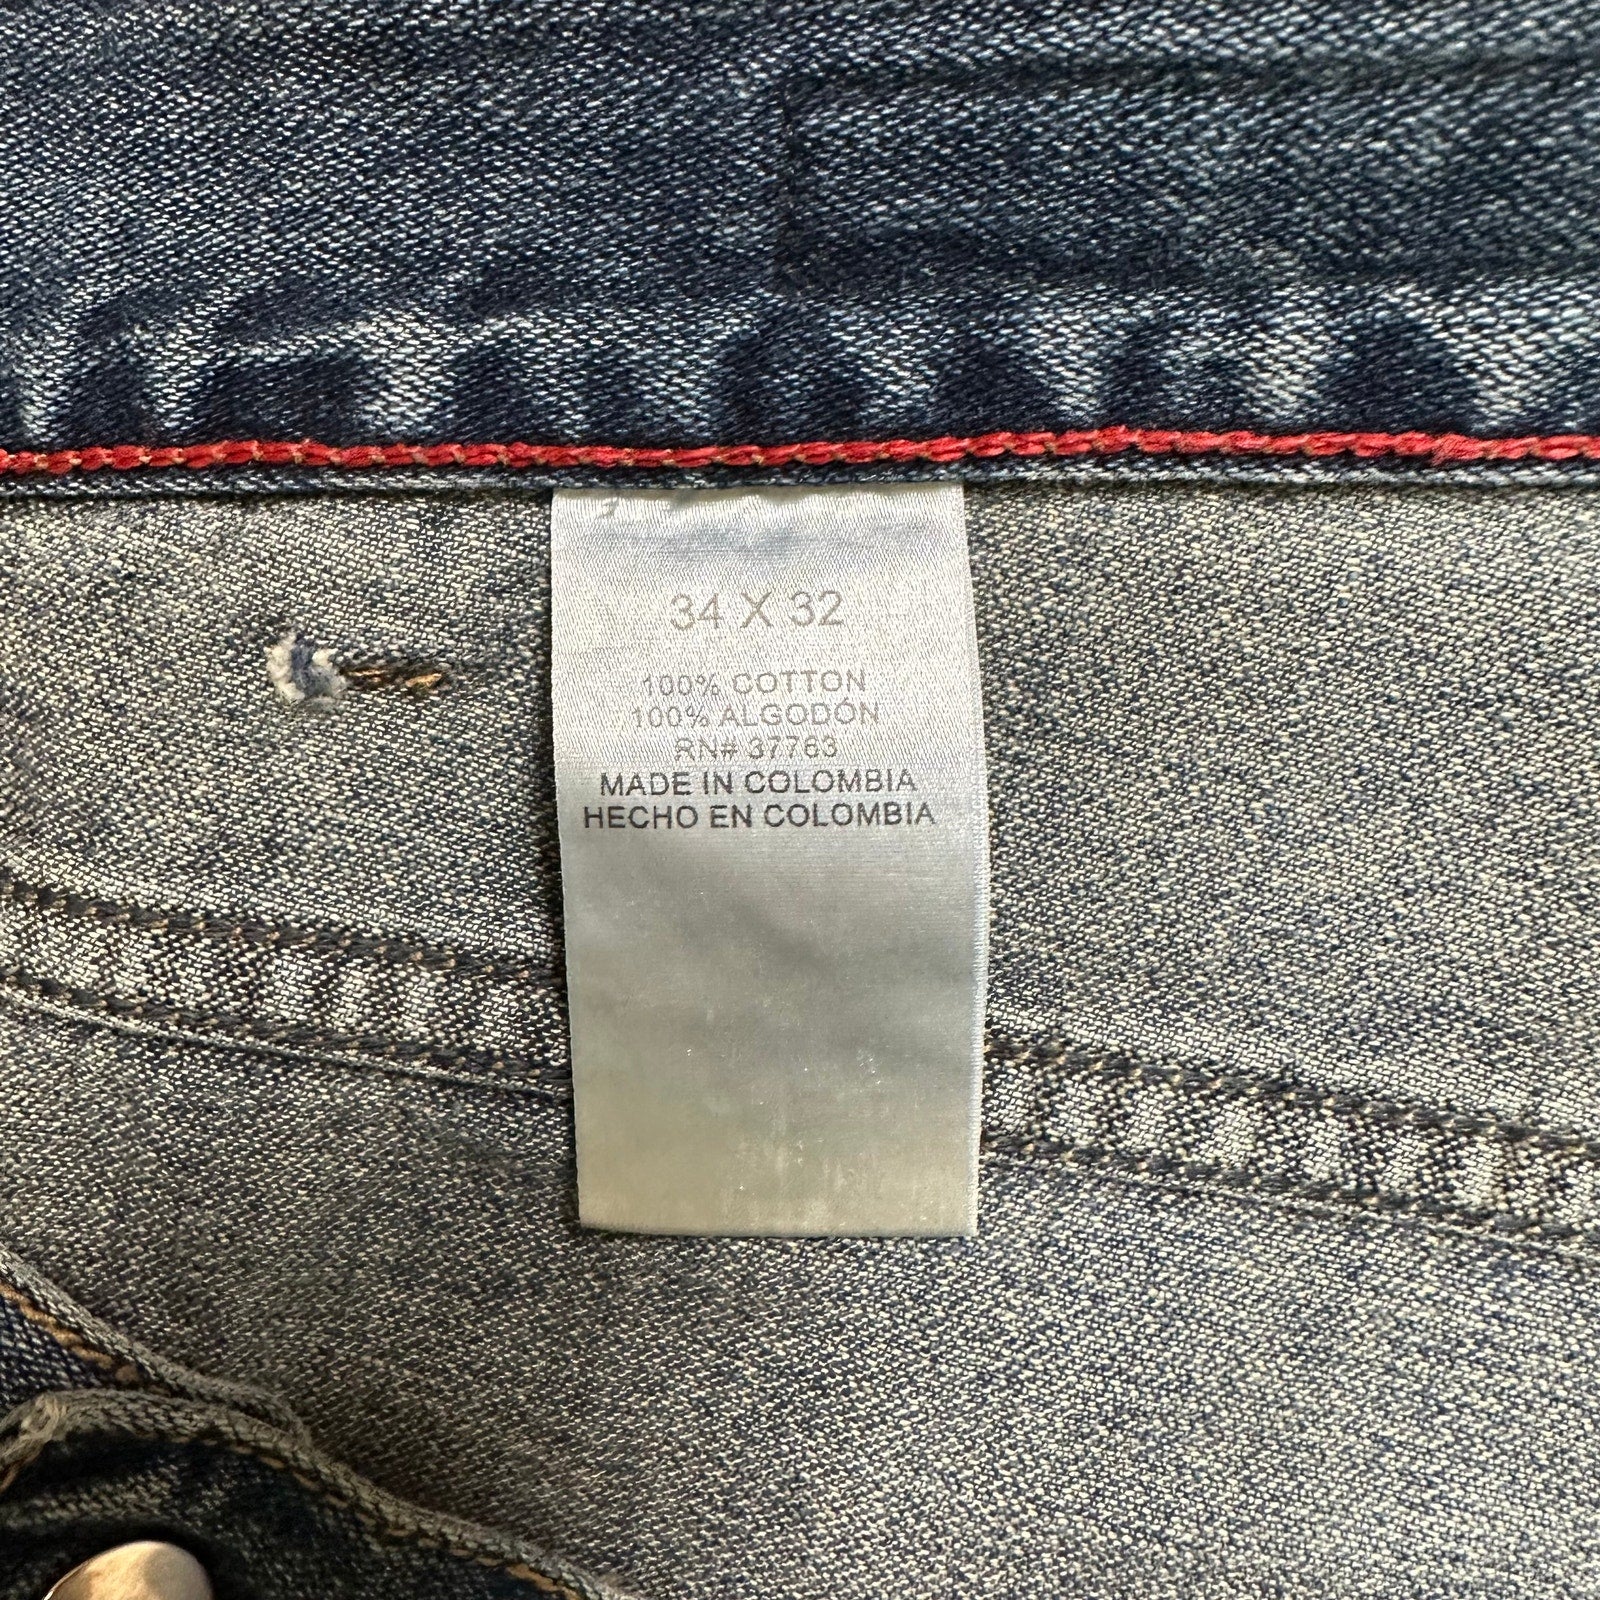 34 X 32
100% COTTON
100% ALGODÓN
RN# 37763
MADE IN COLOMBIA
HECHO EN COLOMBIA